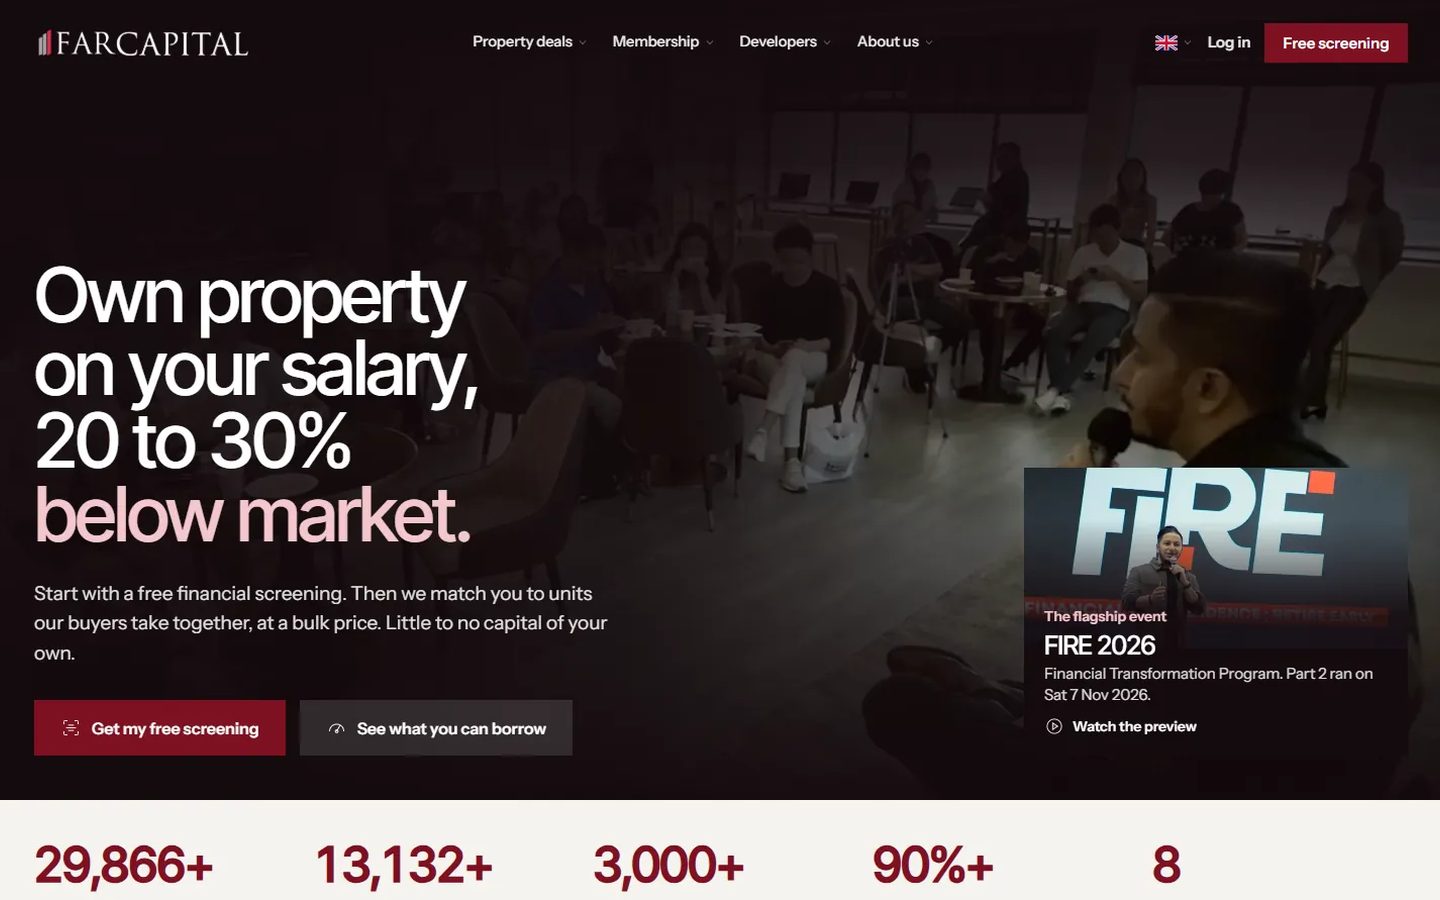 FARCAPITAL
Property deals
Membership
Developers
About us
Log in
Free screening
Own property
on your salary,
20 to 30%
below market.
Start with a free financial screening. Then we match you to units
our buyers take together, at a bulk price. Little to no capital of your
own.
Get my free screening
See what you can borrow
FiRE
The flagship event
FIRE 2026
Financial Transformation Program. Part 2 ran on
Sat 7 Nov 2026.
Watch the preview
29,866+
13,132+
3,000+
90%+
8